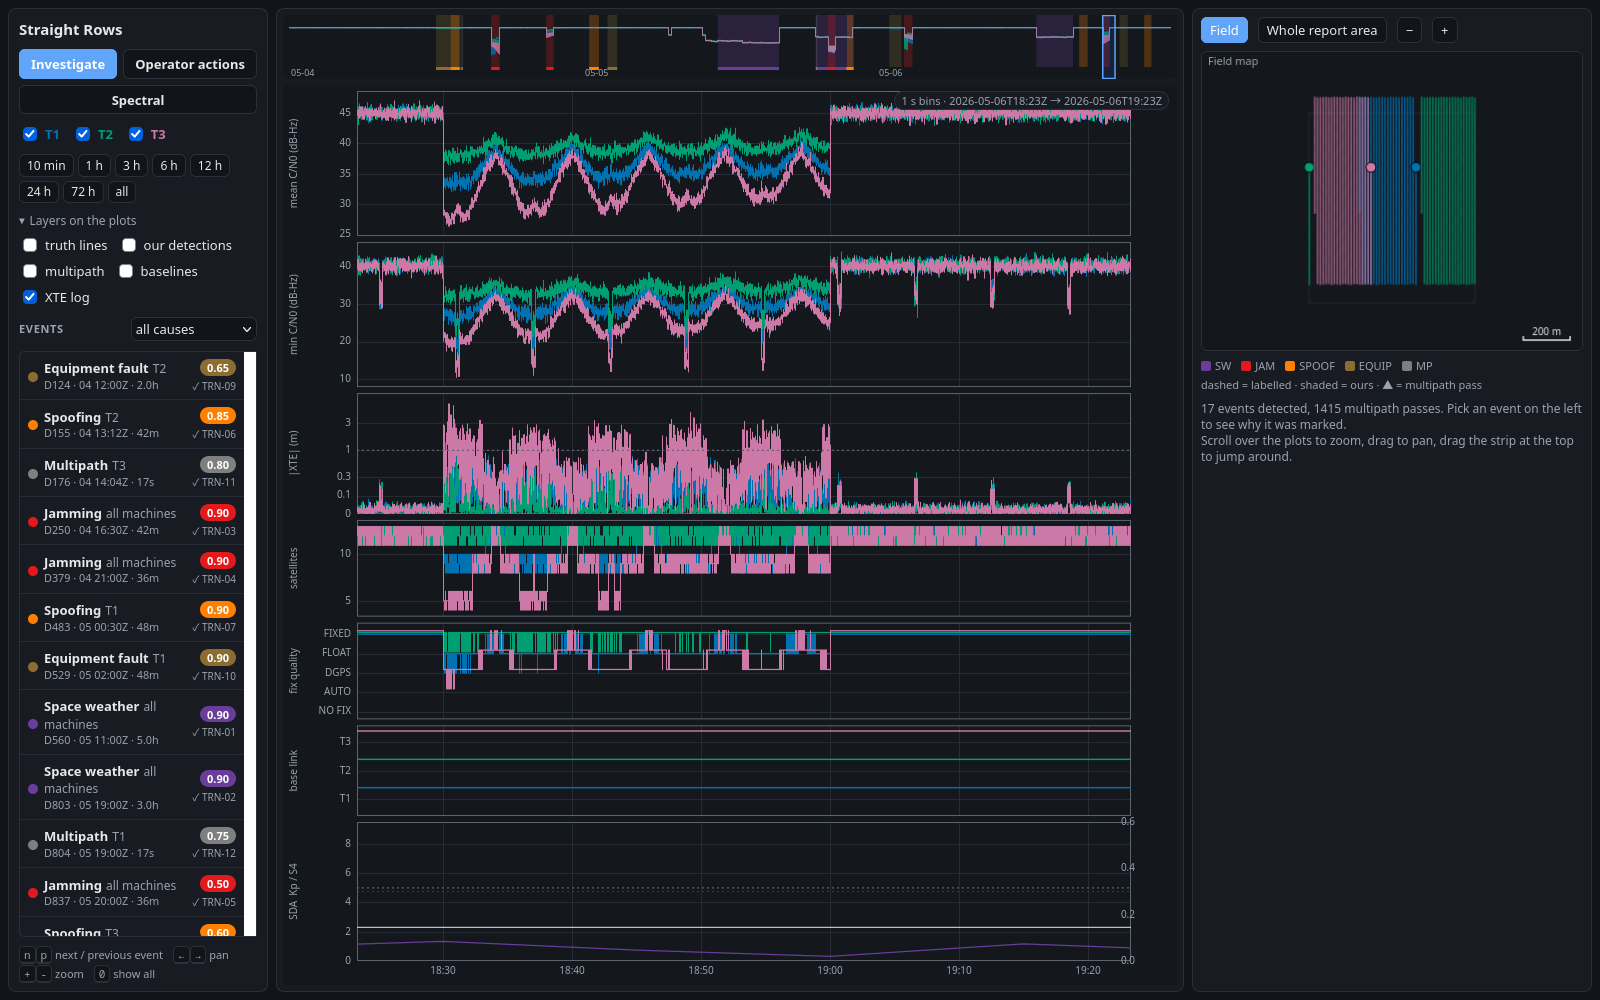 Straight Rows
Investigate
Operator actions
Spectral
T1 T2 T3
10 min 1 h 3 h 6 h 12 h
24 h 72 h all
▾ Layers on the plots
truth lines our detections
multipath baselines
XTE log
EVENTS all causes
Equipment fault T2 0.65
D124 · 04 12:00Z · 2.0h ✓ TRN-09
Spoofing T2 0.85
D155 · 04 13:12Z · 42m ✓ TRN-06
Multipath T3 0.80
D176 · 04 14:04Z · 17s ✓ TRN-11
Jamming all machines 0.90
D250 · 04 16:30Z · 42m ✓ TRN-03
Jamming all machines 0.90
D379 · 04 21:00Z · 36m ✓ TRN-04
Spoofing T1 0.90
D483 · 05 00:30Z · 48m ✓ TRN-07
Equipment fault T1 0.90
D529 · 05 02:00Z · 48m ✓ TRN-10
Space weather all
machines 0.90
D560 · 05 11:00Z · 5.0h ✓ TRN-01
Space weather all
machines 0.90
D803 · 05 19:00Z · 3.0h ✓ TRN-02
Multipath T1 0.75
D804 · 05 19:00Z · 17s ✓ TRN-12
Jamming all machines 0.50
D837 · 05 20:00Z · 36m ✓ TRN-05
Spoofing T3 0.60
n p next / previous event ← → pan
+ - zoom 0 show all
05-04 05-05 05-06
1 s bins · 2026-05-06T18:23Z → 2026-05-06T19:23Z
mean C/N0 (dB-Hz)
45
40
35
30
25
min C/N0 (dB-Hz)
40
30
20
10
|XTE| (m)
3
1
0.3
0.1
0
satellites
10
5
fix quality
FIXED
FLOAT
DGPS
AUTO
NO FIX
base link
T3
T2
T1
SDA Kp / S4
8
6
4
2
0
0.6
0.4
0.2
0.0
18:30 18:40 18:50 19:00 19:10 19:20
Field Whole report area − +
Field map
200 m
SW JAM SPOOF EQUIP MP
dashed = labelled · shaded = ours · ▲ = multipath pass
17 events detected, 1415 multipath passes. Pick an event on the left
to see why it was marked.
Scroll over the plots to zoom, drag to pan, drag the strip at the top
to jump around.